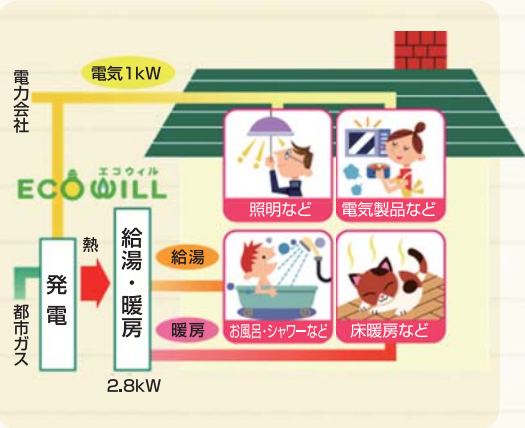 電力会社
電気1kW
エコウィル
ECOWILL
照明など
電気製品など
熱
発電
給湯・暖房
給湯
暖房
お風呂・シャワーなど
床暖房など
都市ガス
2.8kW